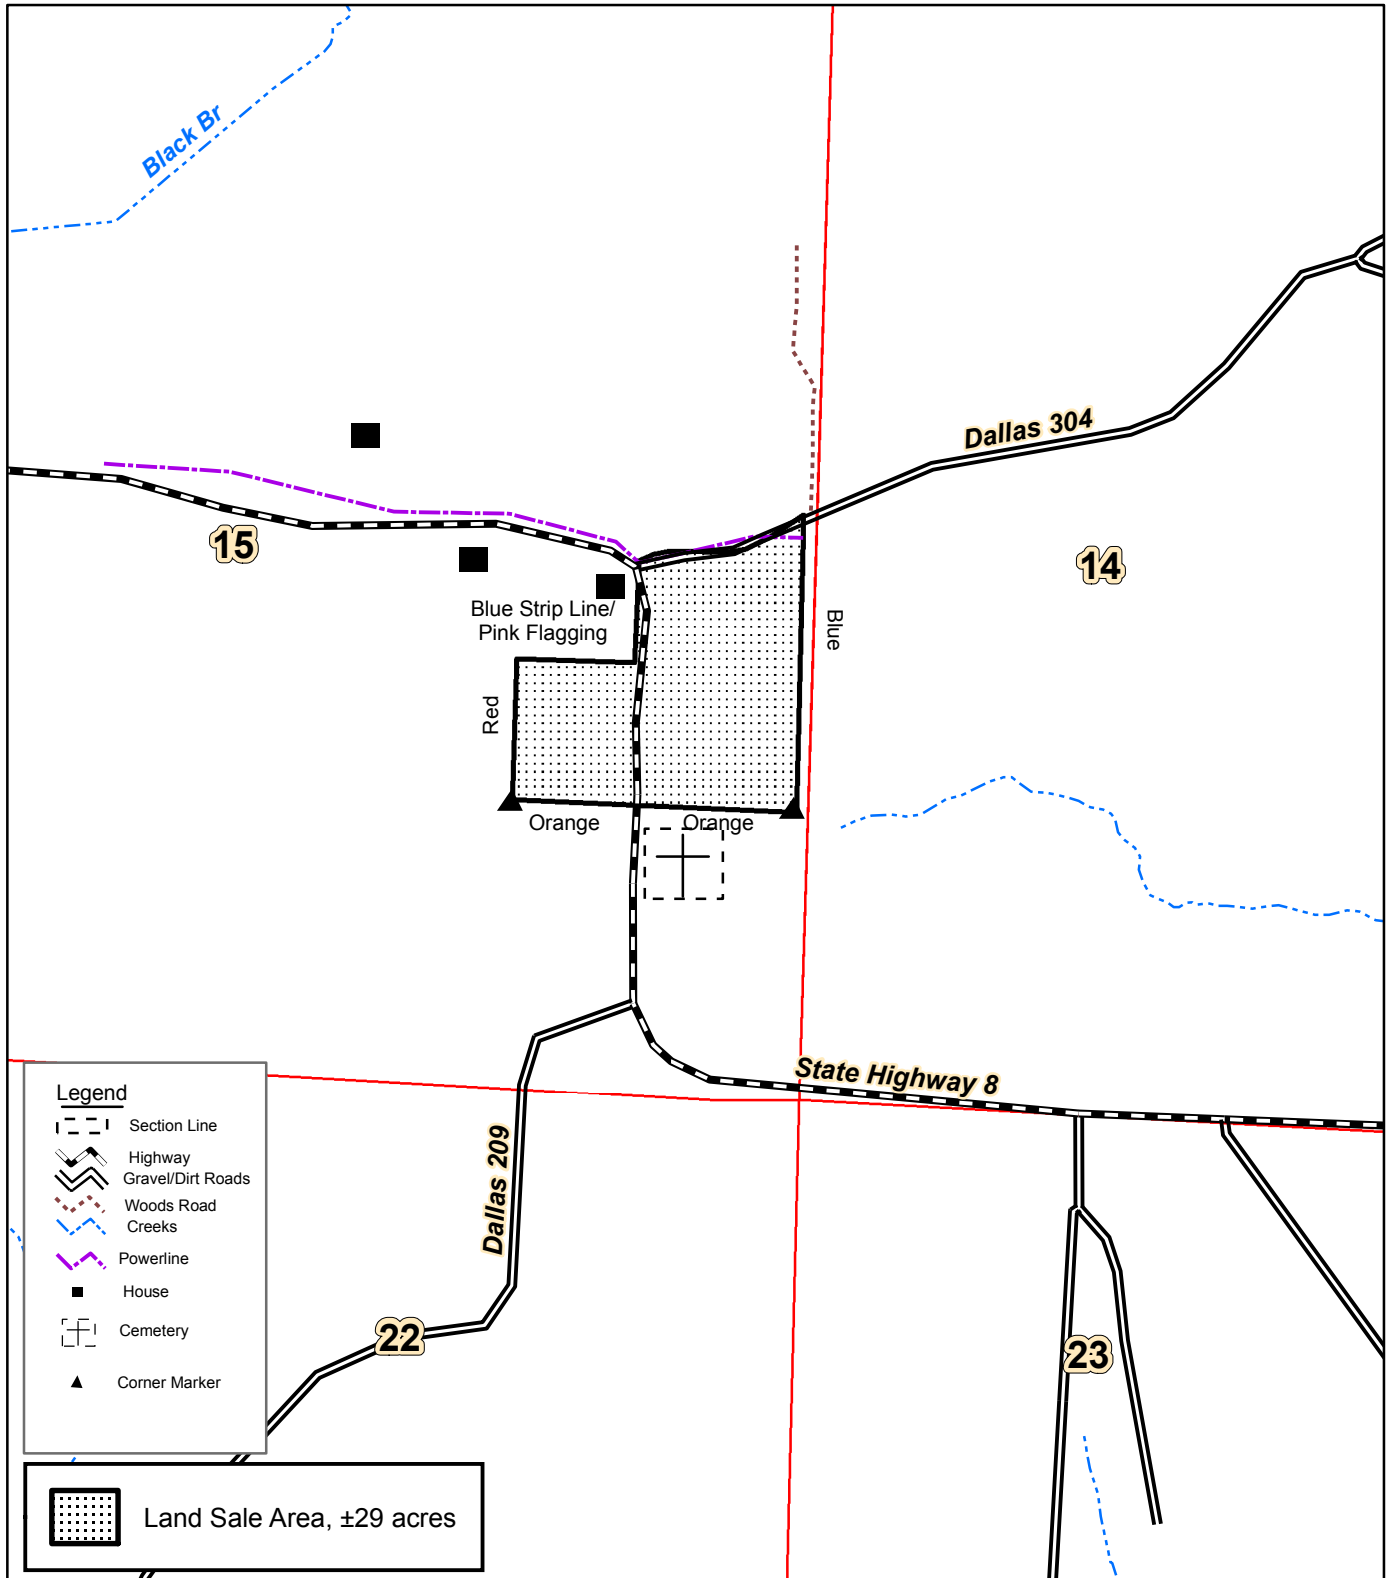 Black Br
Dallas 304
15
14
Blue Strip Line/
Pink Flagging
Blue
Red
Orange
Orange
State Highway 8
Dallas 209
22
23
Legend
Section Line
Highway
Gravel/Dirt Roads
Woods Road
Creeks
Powerline
House
Cemetery
Corner Marker
Land Sale Area, ±29 acres